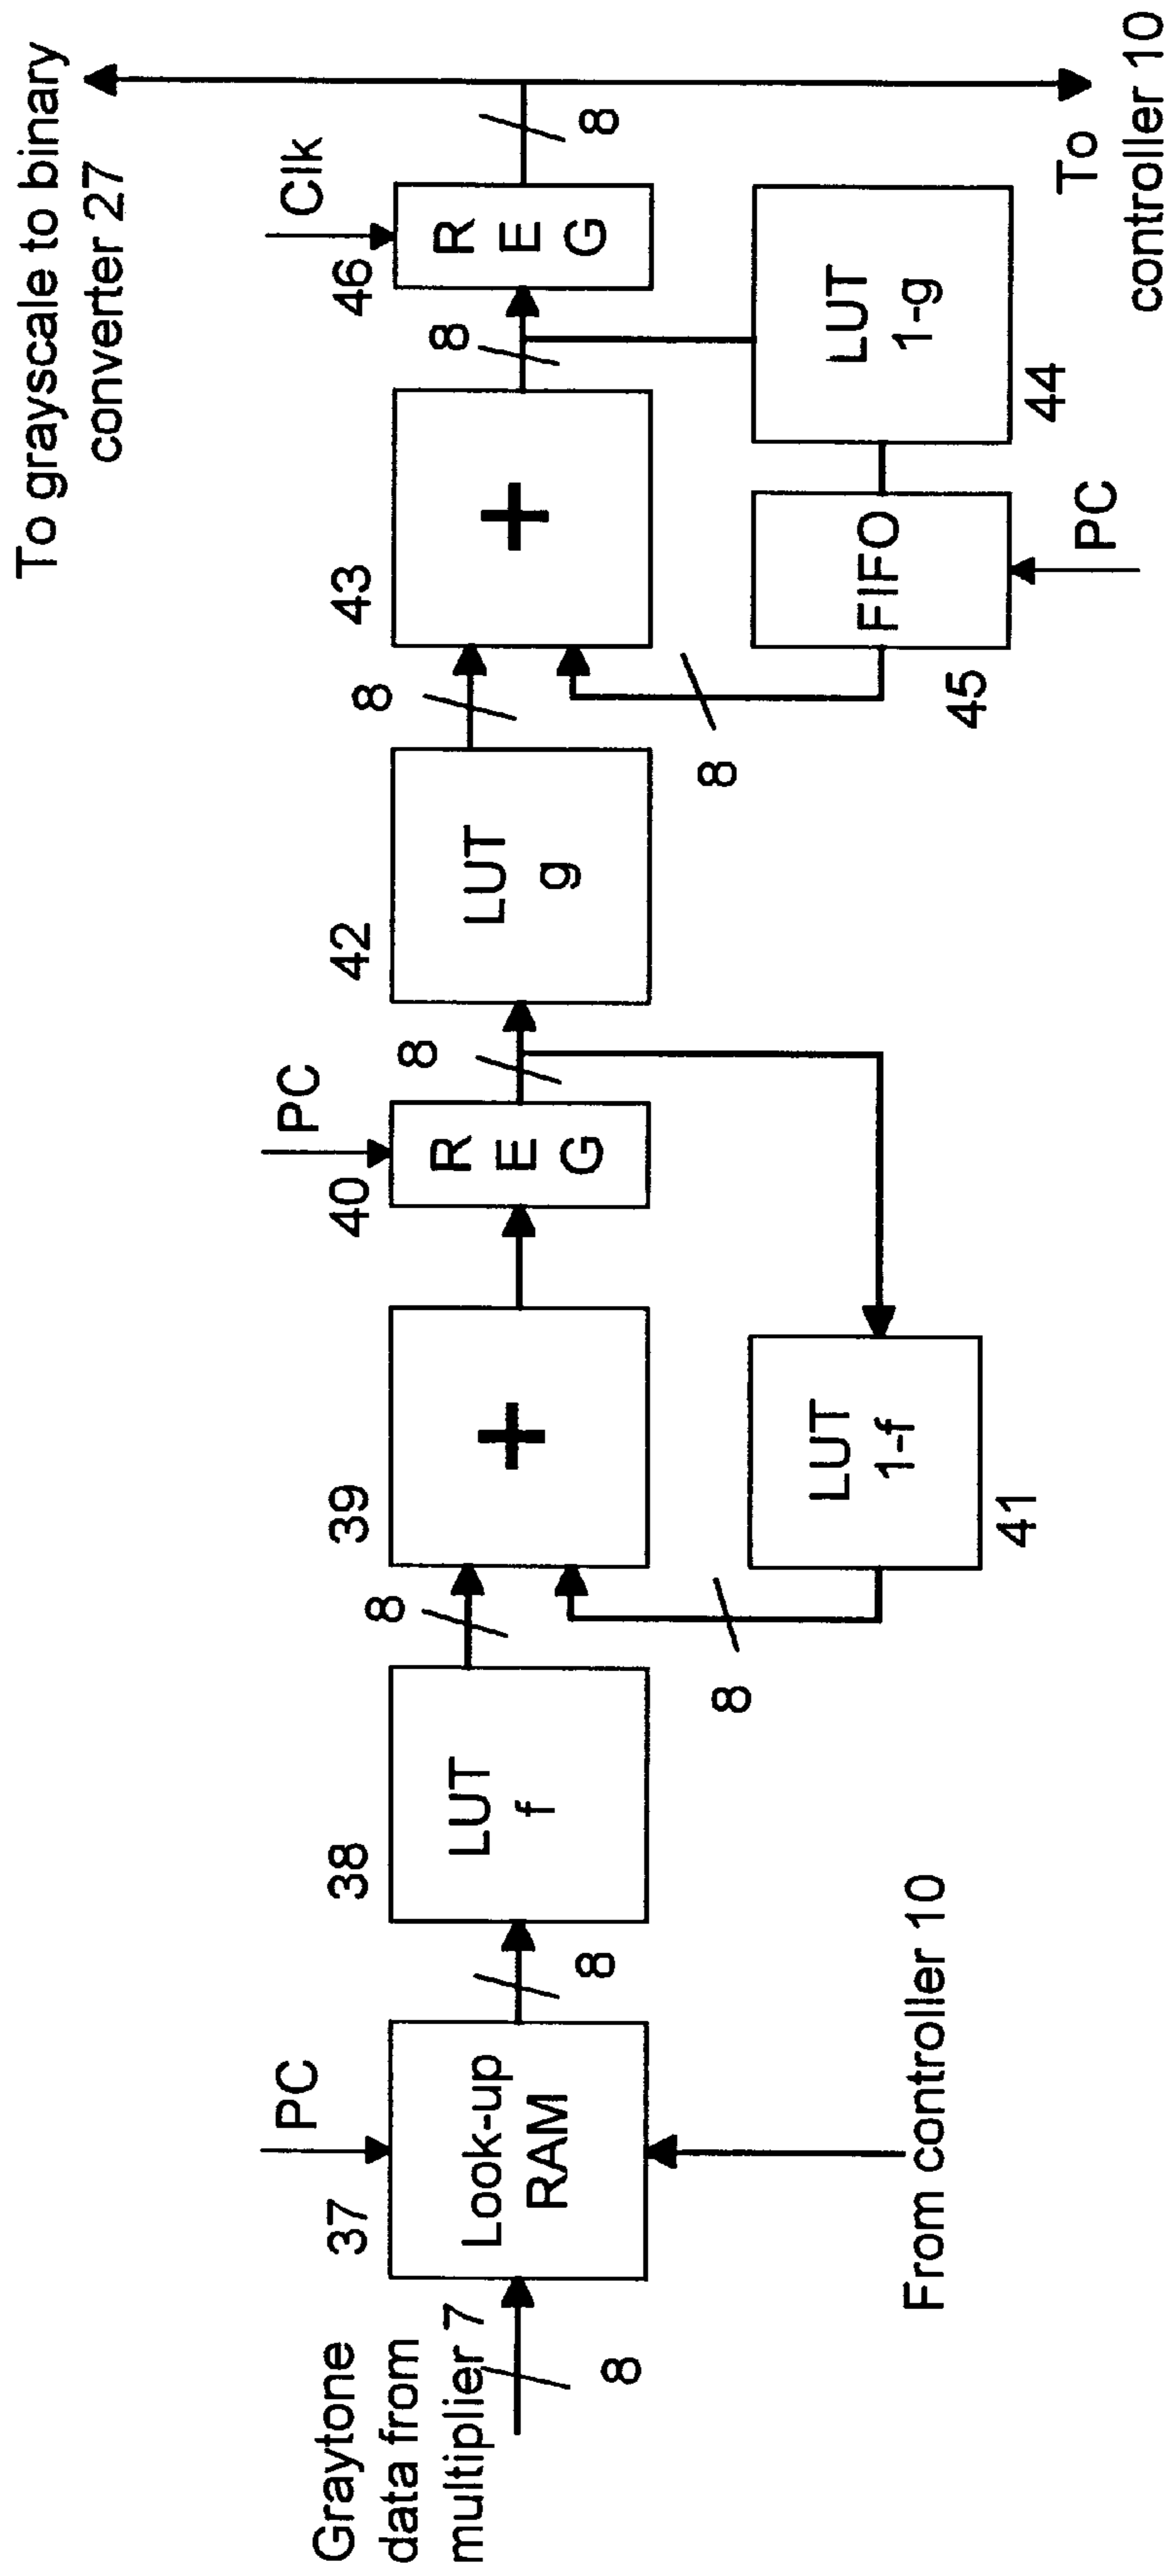 Graytone
data from
multiplier 7
8
37
PC
Look-up
RAM
From controller 10
8
38
LUT
f
8
39
+
8
LUT
1-f
41
40
PC
R
E
G
8
42
LUT
g
8
43
+
8
FIFO
45
PC
LUT
1-g
44
8
46
Clk
R
E
G
8
To grayscale to binary
converter 27
To
controller 10